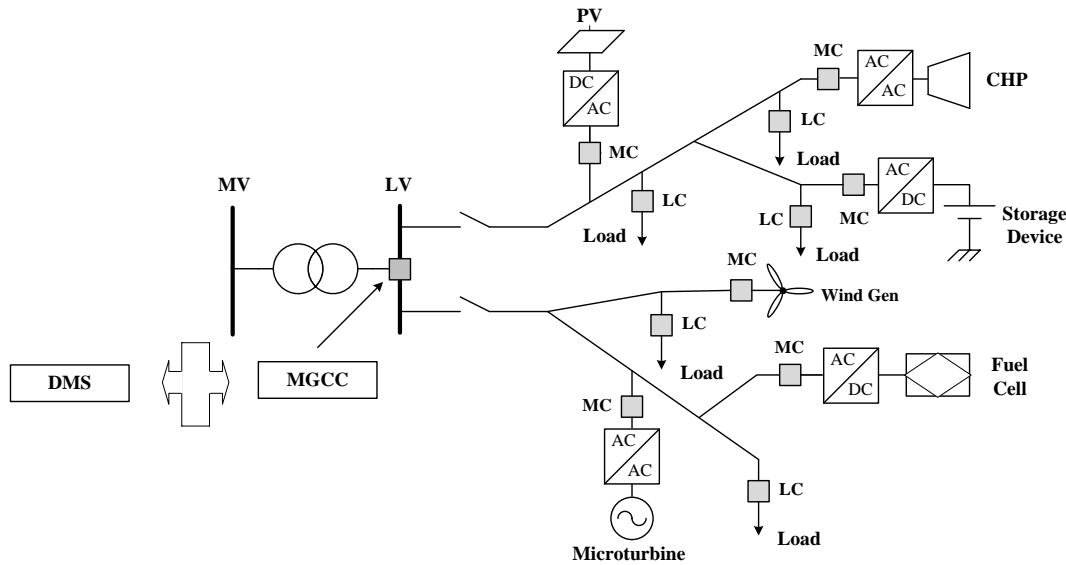 PV
MC
AC
AC
CHP
DC
AC
LC
MC
Load
MV
LV
LC
AC
DC
LC
MC
Storage
Device
Load
Load
MC
Wind Gen
LC
DMS
MGCC
Load
MC
AC
DC
Fuel
Cell
MC
AC
AC
LC
Load
Microturbine